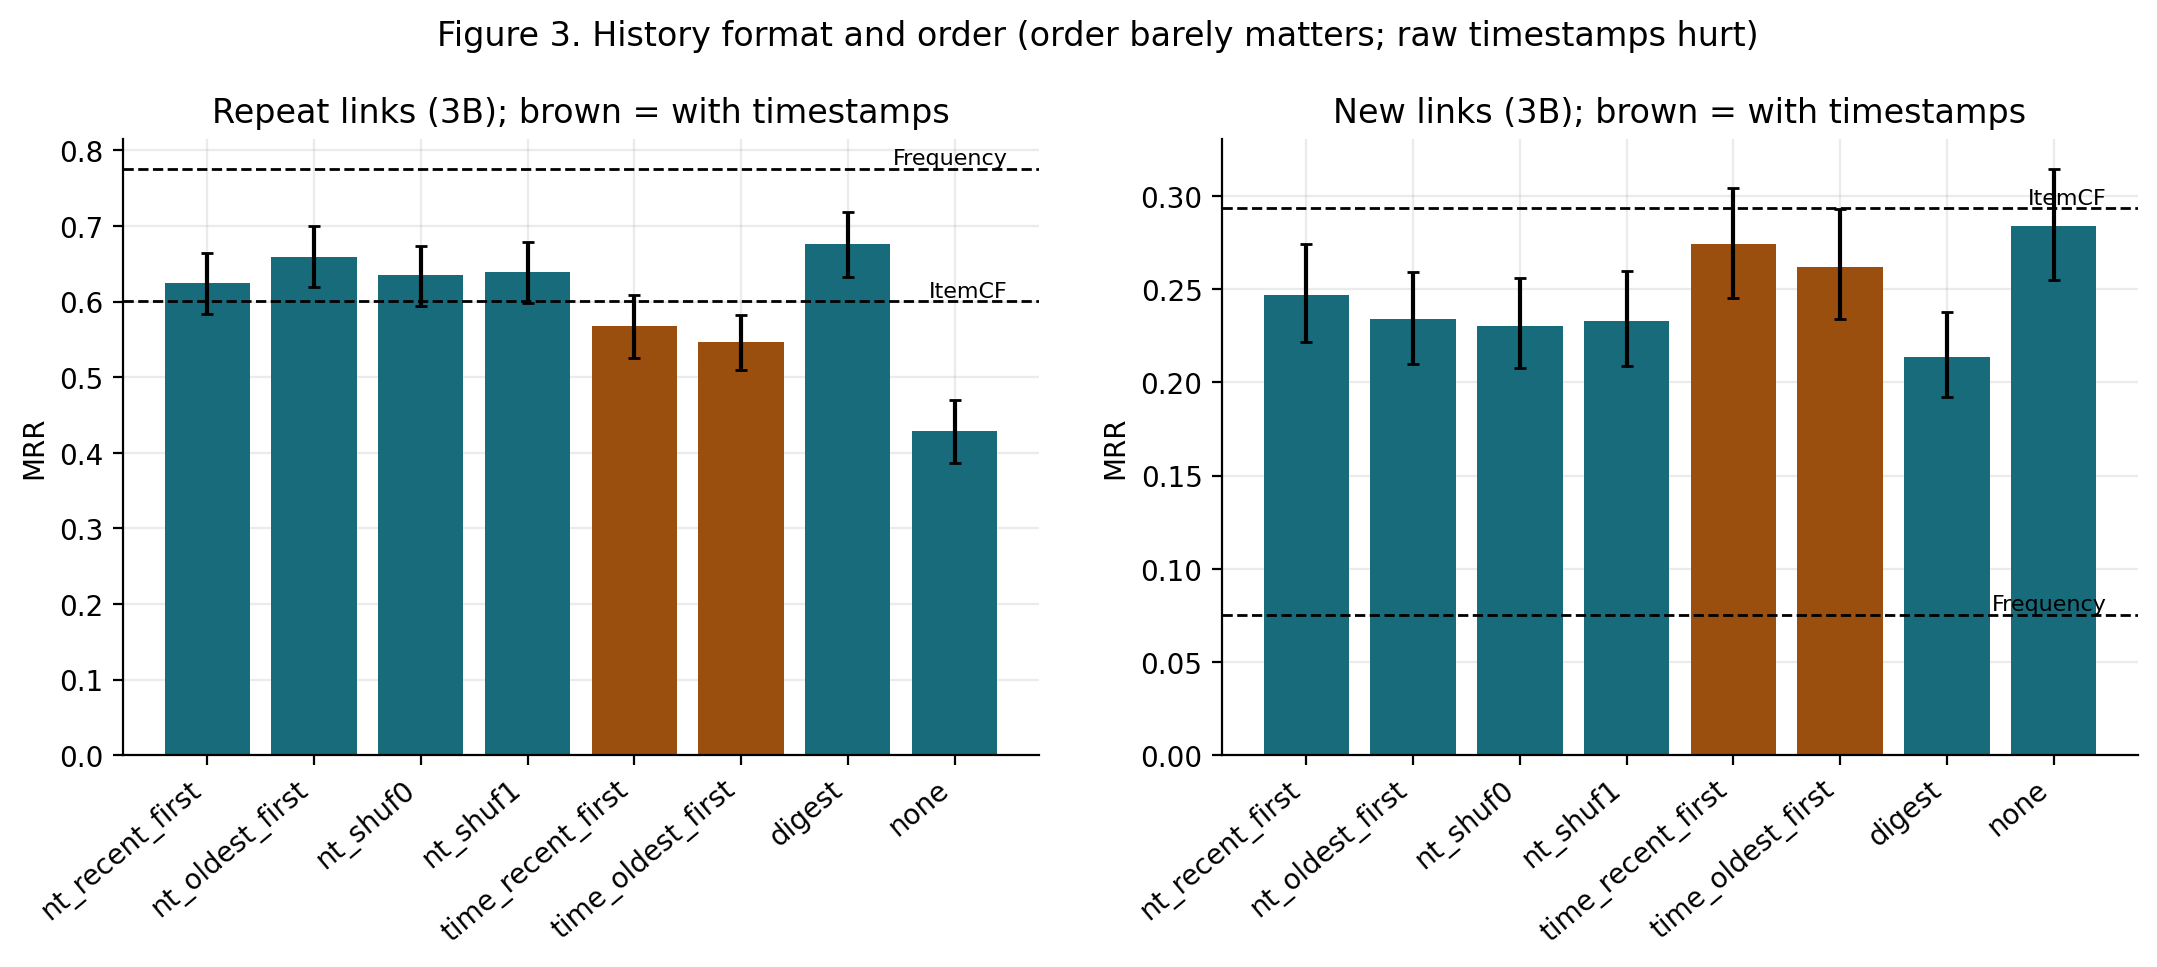 Figure 3. History format and order (order barely matters; raw timestamps hurt)
Repeat links (3B); brown = with timestamps
MRR
0.8
0.7
0.6
0.5
0.4
0.3
0.2
0.1
0.0
Frequency
ItemCF
nt_recent_first
nt_oldest_first
nt_shuf0
nt_shuf1
time_recent_first
time_oldest_first
digest
none
New links (3B); brown = with timestamps
MRR
0.30
0.25
0.20
0.15
0.10
0.05
0.00
ItemCF
Frequency
nt_recent_first
nt_oldest_first
nt_shuf0
nt_shuf1
time_recent_first
time_oldest_first
digest
none